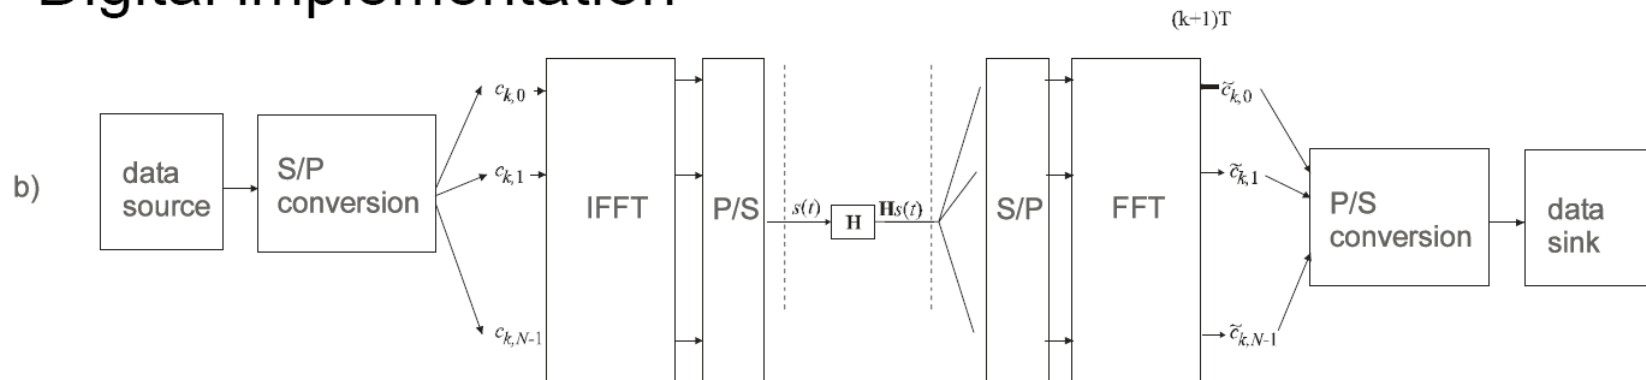 Digital Implementation
(k+1)T
b)
data
source
S/P
conversion
c_{k,0}
c_{k,1}
c_{k,N-1}
IFFT
P/S
s(t)
H
Hs(t)
S/P
FFT
c̃_{k,0}
c̃_{k,1}
c̃_{k,N-1}
P/S
conversion
data
sink